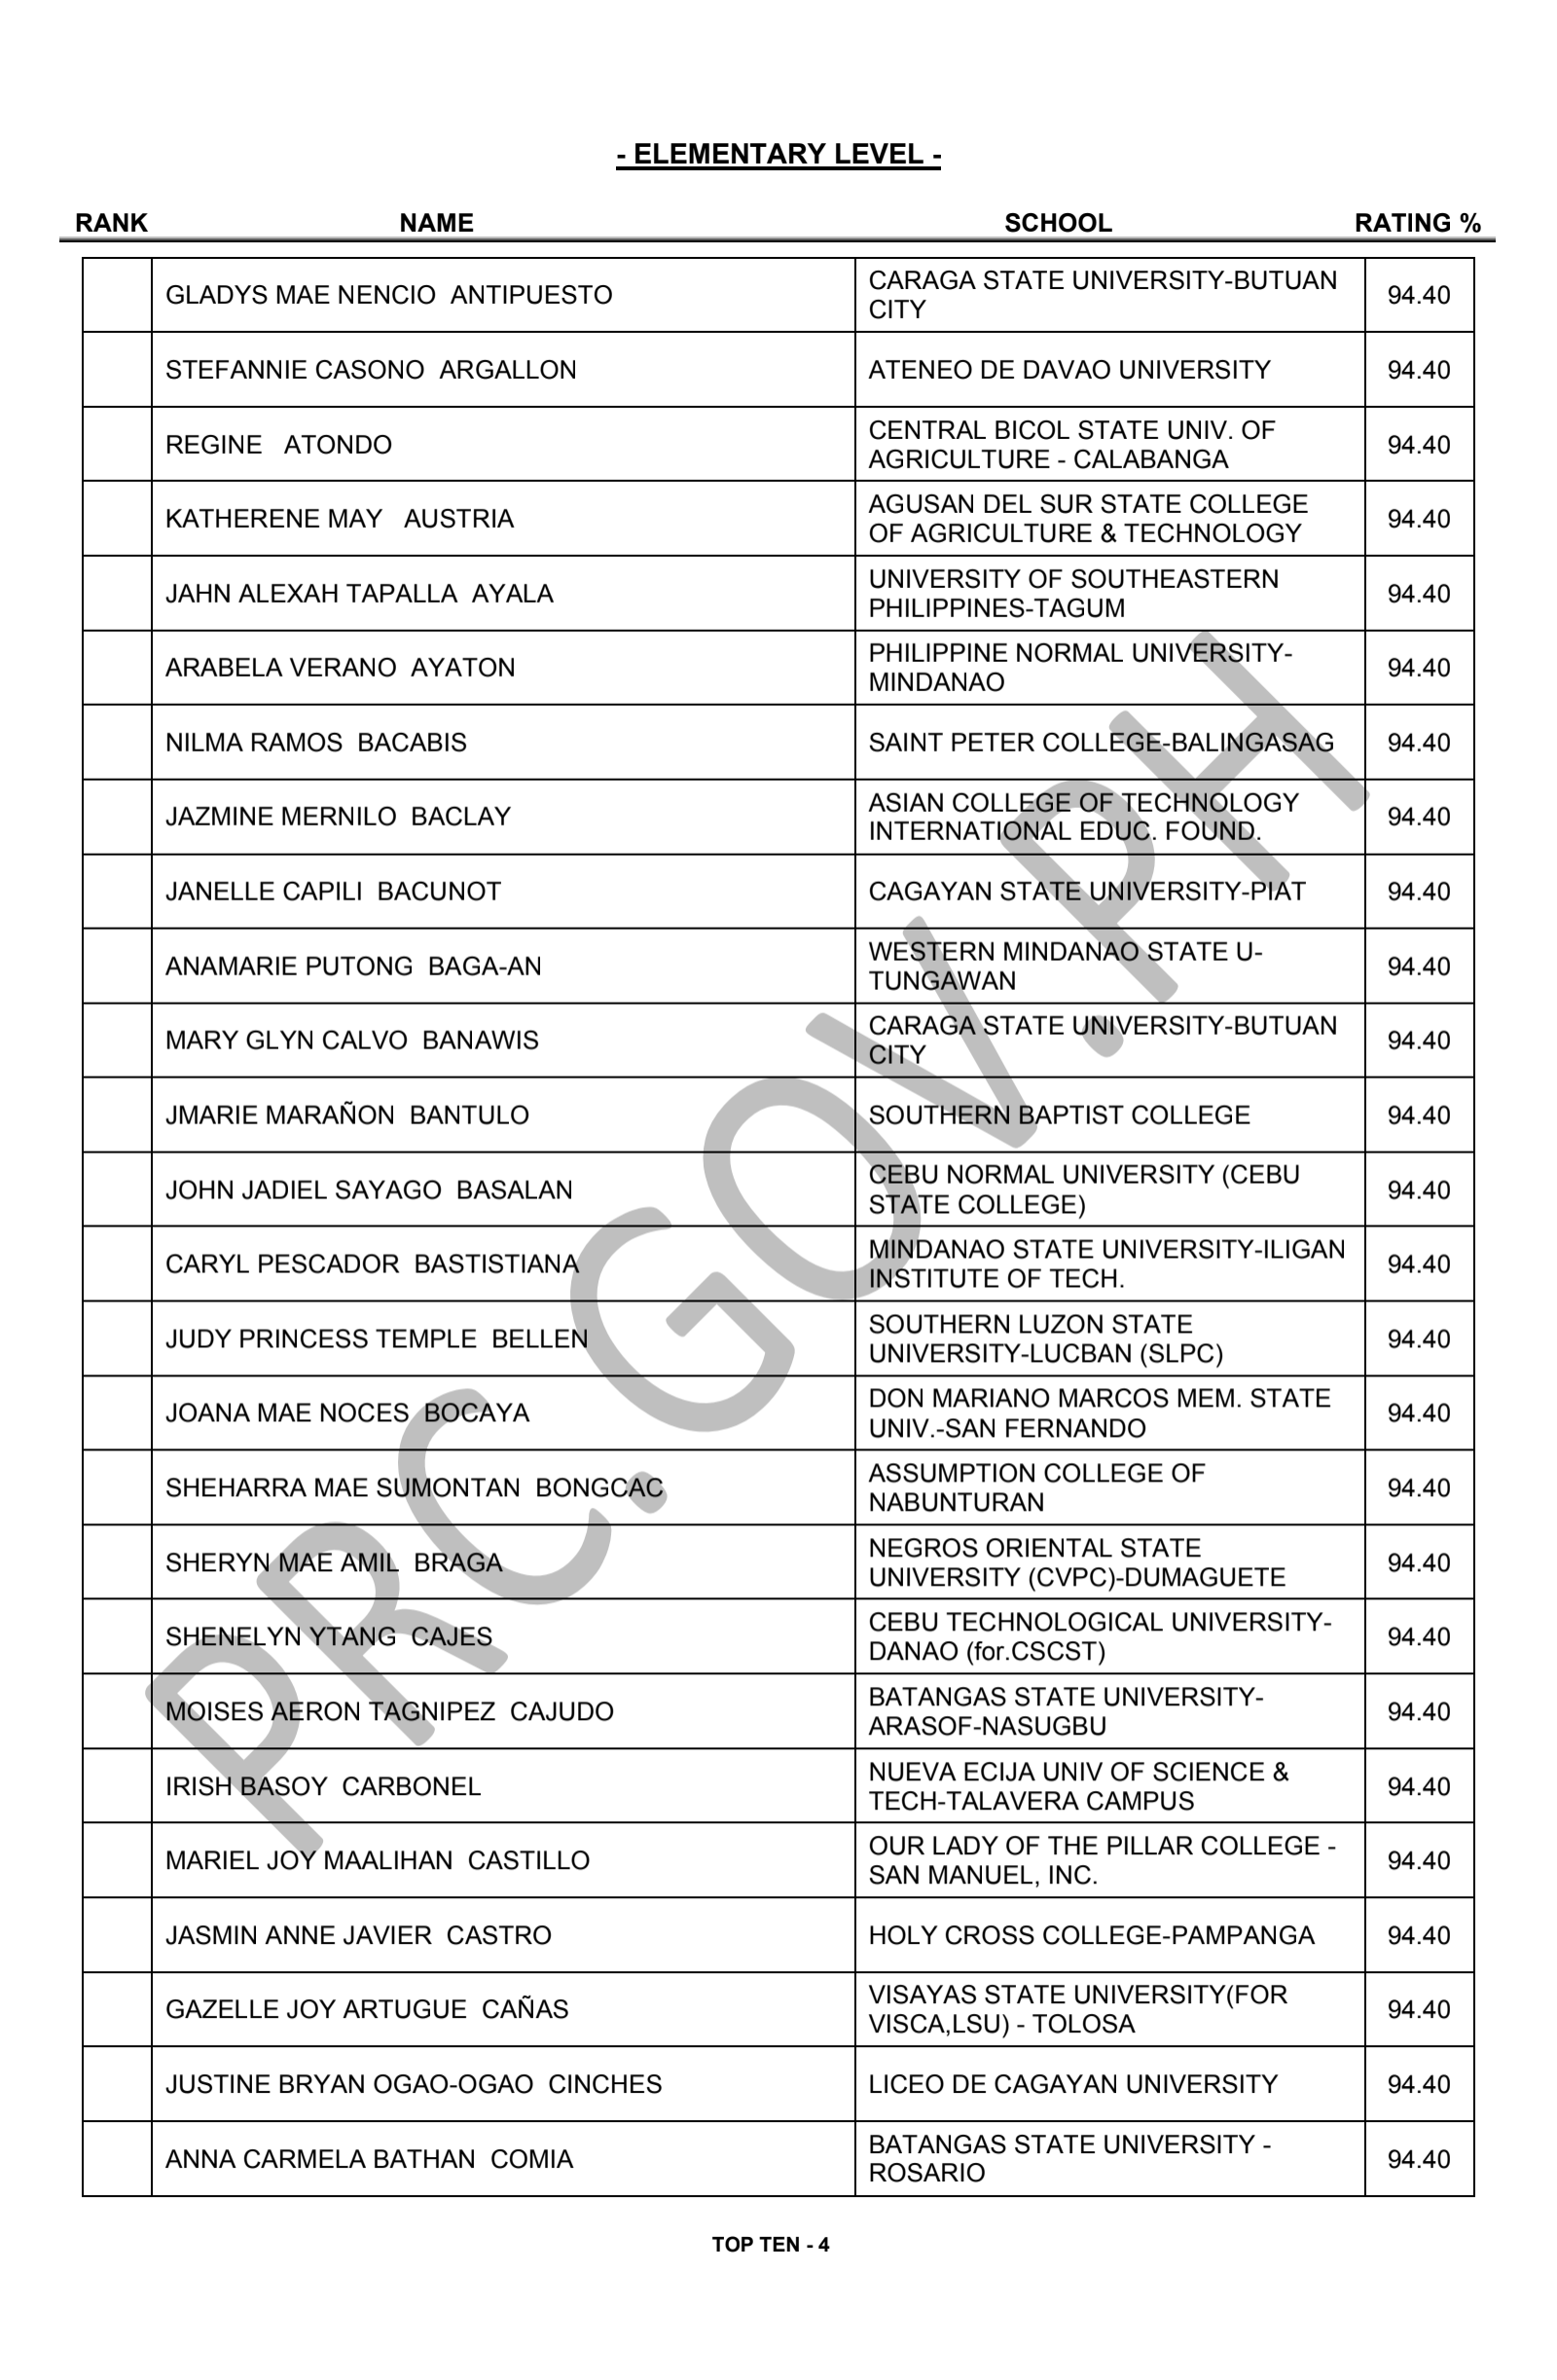 - ELEMENTARY LEVEL -
RANK NAME SCHOOL RATING %
GLADYS MAE NENCIO ANTIPUESTO CARAGA STATE UNIVERSITY-BUTUAN
CITY 94.40
STEFANNIE CASONO ARGALLON ATENEO DE DAVAO UNIVERSITY 94.40
REGINE ATONDO CENTRAL BICOL STATE UNIV. OF
AGRICULTURE - CALABANGA 94.40
KATHERENE MAY AUSTRIA AGUSAN DEL SUR STATE COLLEGE
OF AGRICULTURE & TECHNOLOGY 94.40
JAHN ALEXAH TAPALLA AYALA UNIVERSITY OF SOUTHEASTERN
PHILIPPINES-TAGUM 94.40
ARABELA VERANO AYATON PHILIPPINE NORMAL UNIVERSITY-
MINDANAO 94.40
NILMA RAMOS BACABIS SAINT PETER COLLEGE-BALINGASAG 94.40
JAZMINE MERNILO BACLAY ASIAN COLLEGE OF TECHNOLOGY
INTERNATIONAL EDUC. FOUND. 94.40
JANELLE CAPILI BACUNOT CAGAYAN STATE UNIVERSITY-PIAT 94.40
ANAMARIE PUTONG BAGA-AN WESTERN MINDANAO STATE U-
TUNGAWAN 94.40
MARY GLYN CALVO BANAWIS CARAGA STATE UNIVERSITY-BUTUAN
CITY 94.40
JMARIE MARAÑON BANTULO SOUTHERN BAPTIST COLLEGE 94.40
JOHN JADIEL SAYAGO BASALAN CEBU NORMAL UNIVERSITY (CEBU
STATE COLLEGE) 94.40
CARYL PESCADOR BASTISTIANA MINDANAO STATE UNIVERSITY-ILIGAN
INSTITUTE OF TECH. 94.40
JUDY PRINCESS TEMPLE BELLEN SOUTHERN LUZON STATE
UNIVERSITY-LUCBAN (SLPC) 94.40
JOANA MAE NOCES BOCAYA DON MARIANO MARCOS MEM. STATE
UNIV.-SAN FERNANDO 94.40
SHEHARRA MAE SUMONTAN BONGCAC ASSUMPTION COLLEGE OF
NABUNTURAN 94.40
SHERYN MAE AMIL BRAGA NEGROS ORIENTAL STATE
UNIVERSITY (CVPC)-DUMAGUETE 94.40
SHENELYN YTANG CAJES CEBU TECHNOLOGICAL UNIVERSITY-
DANAO (for.CSCST) 94.40
MOISES AERON TAGNIPEZ CAJUDO BATANGAS STATE UNIVERSITY-
ARASOF-NASUGBU 94.40
IRISH BASOY CARBONEL NUEVA ECIJA UNIV OF SCIENCE &
TECH-TALAVERA CAMPUS 94.40
MARIEL JOY MAALIHAN CASTILLO OUR LADY OF THE PILLAR COLLEGE -
SAN MANUEL, INC. 94.40
JASMIN ANNE JAVIER CASTRO HOLY CROSS COLLEGE-PAMPANGA 94.40
GAZELLE JOY ARTUGUE CAÑAS VISAYAS STATE UNIVERSITY(FOR
VISCA,LSU) - TOLOSA 94.40
JUSTINE BRYAN OGAO-OGAO CINCHES LICEO DE CAGAYAN UNIVERSITY 94.40
ANNA CARMELA BATHAN COMIA BATANGAS STATE UNIVERSITY -
ROSARIO 94.40
TOP TEN - 4
PRC.GOV.PH